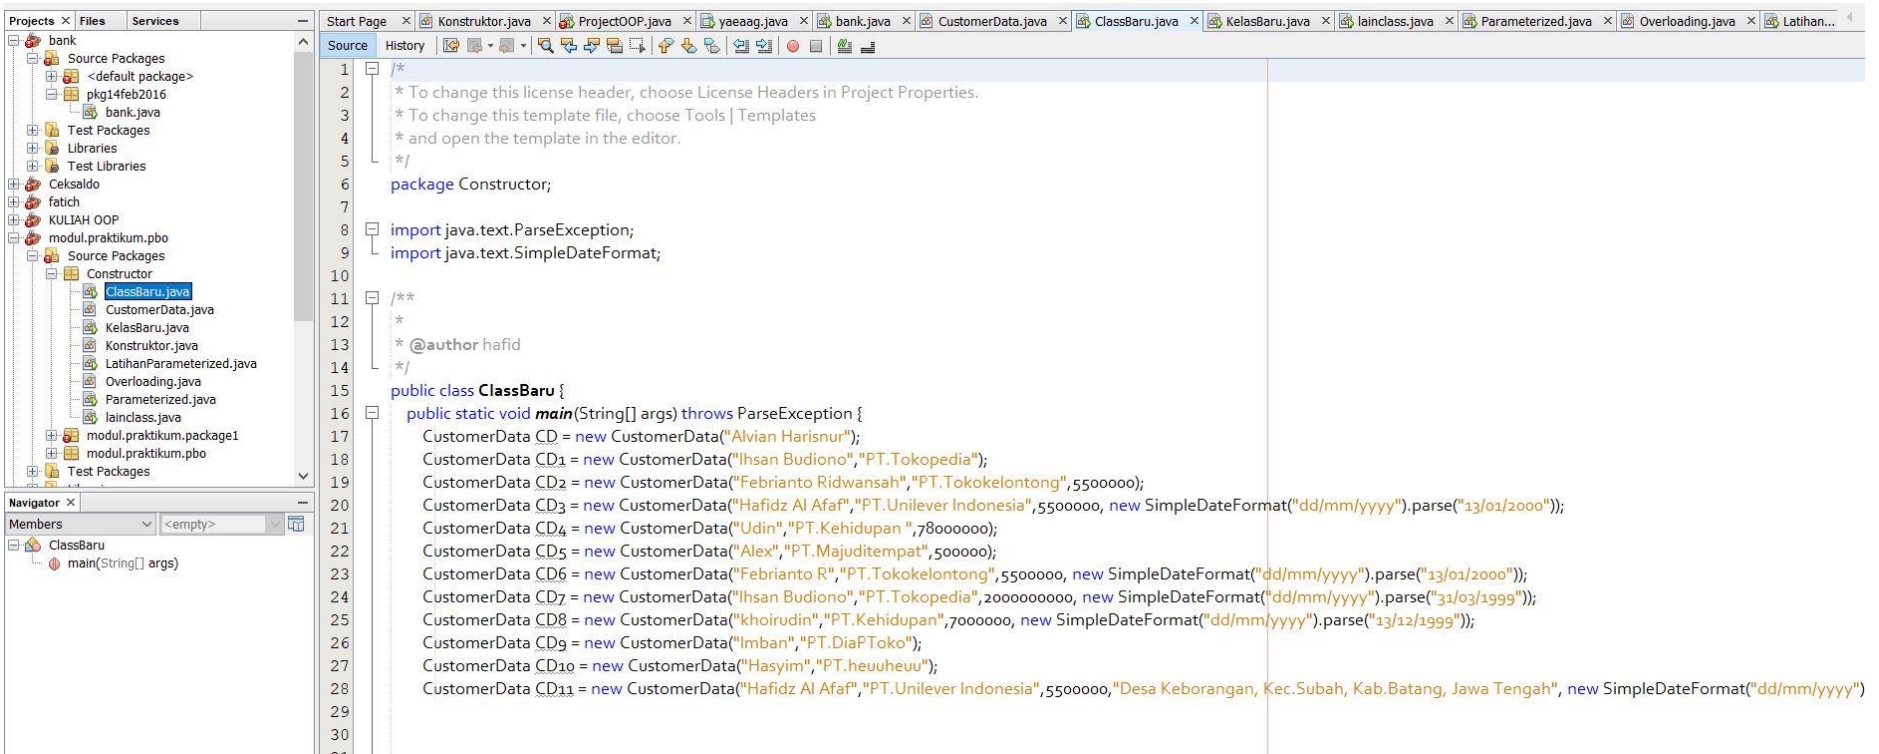 Projects × Files Services
bank
Source Packages
<default package>
pkg14feb2016
bank.java
Test Packages
Libraries
Test Libraries
Ceksaldo
fatich
KULIAH OOP
modul.praktikum.pbo
Source Packages
Constructor
ClassBaru.java
CustomerData.java
KelasBaru.java
Konstruktor.java
LatihanParameterized.java
Overloading.java
Parameterized.java
lainclass.java
modul.praktikum.package1
modul.praktikum.pbo
Test Packages
Navigator ×
Members <empty>
ClassBaru
main(String[] args)
Start Page × Konstruktor.java × ProjectOOP.java × yaeaag.java × bank.java × CustomerData.java × ClassBaru.java × KelasBaru.java × lainclass.java × Parameterized.java × Overloading.java × Latihan...
Source History
1 /*
2 * To change this license header, choose License Headers in Project Properties.
3 * To change this template file, choose Tools | Templates
4 * and open the template in the editor.
5 */
6 package Constructor;
7
8 import java.text.ParseException;
9 import java.text.SimpleDateFormat;
10
11 /**
12 *
13 * @author hafid
14 */
15 public class ClassBaru {
16 public static void main(String[] args) throws ParseException {
17 CustomerData CD = new CustomerData("Alvian Harisnur");
18 CustomerData CD1 = new CustomerData("Ihsan Budiono","PT.Tokopedia");
19 CustomerData CD2 = new CustomerData("Febrianto Ridwansah","PT.Tokokelontong",5500000);
20 CustomerData CD3 = new CustomerData("Hafidz Al Afaf","PT.Unilever Indonesia",5500000, new SimpleDateFormat("dd/mm/yyyy").parse("13/01/2000"));
21 CustomerData CD4 = new CustomerData("Udin","PT.Kehidupan ",78000000);
22 CustomerData CD5 = new CustomerData("Alex","PT.Majuditempat",500000);
23 CustomerData CD6 = new CustomerData("Febrianto R","PT.Tokokelontong",5500000, new SimpleDateFormat("dd/mm/yyyy").parse("13/01/2000"));
24 CustomerData CD7 = new CustomerData("Ihsan Budiono","PT.Tokopedia",2000000000, new SimpleDateFormat("dd/mm/yyyy").parse("31/03/1999"));
25 CustomerData CD8 = new CustomerData("khoirudin","PT.Kehidupan",7000000, new SimpleDateFormat("dd/mm/yyyy").parse("13/12/1999"));
26 CustomerData CD9 = new CustomerData("Imban","PT.DiaPToko");
27 CustomerData CD10 = new CustomerData("Hasyim","PT.heuuheuu");
28 CustomerData CD11 = new CustomerData("Hafidz Al Afaf","PT.Unilever Indonesia",5500000,"Desa Keborangan, Kec.Subah, Kab.Batang, Jawa Tengah", new SimpleDateFormat("dd/mm/yyyy")
29
30